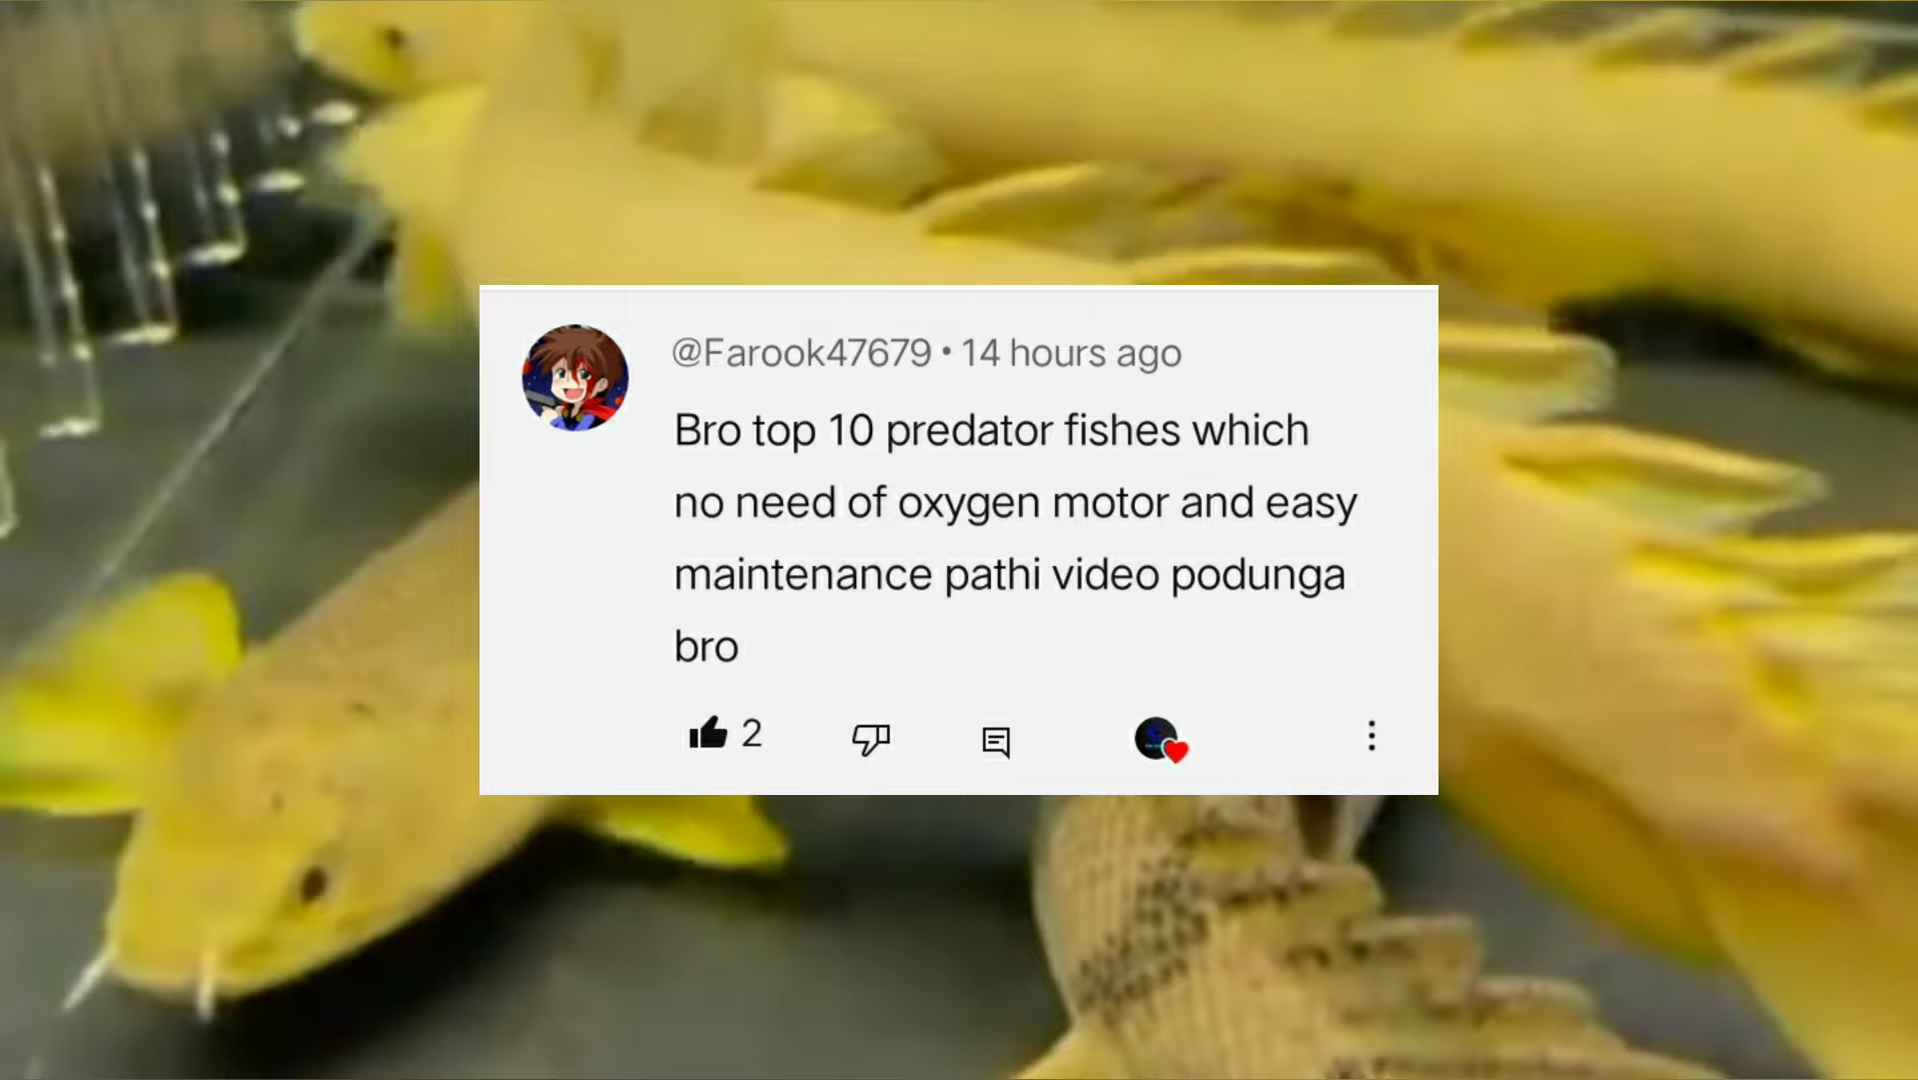 @Farook47679 • 14 hours ago
Bro top 10 predator fishes which
no need of oxygen motor and easy
maintenance pathi video podunga
bro
2